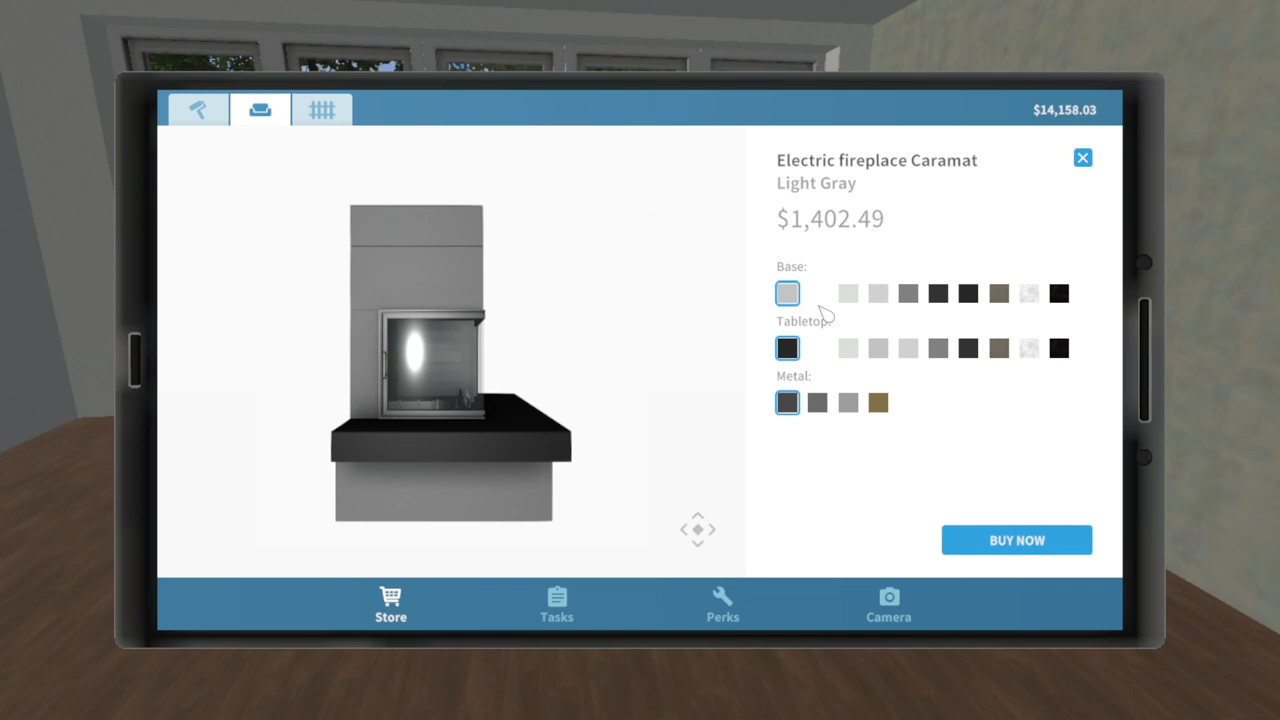 $14,158.03
Electric fireplace Caramat
Light Gray
$1,402.49
Base:
Tabletop:
Metal:
BUY NOW
Store
Tasks
Perks
Camera